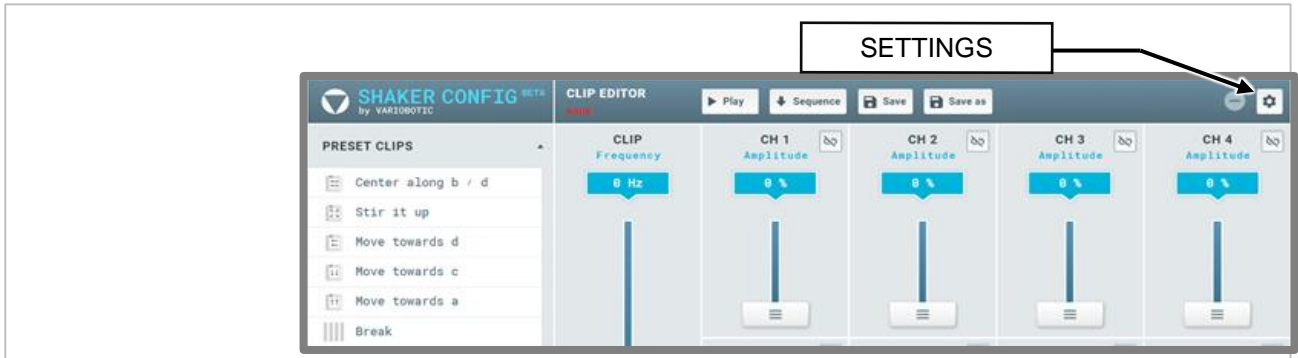 SETTINGS
SHAKER CONFIG BETA
by VARIOBOTIC
CLIP EDITOR
Play
Sequence
Save
Save as
PRESET CLIPS
Center along b / d
Stir it up
Move towards d
Move towards c
Move towards a
Break
CLIP
Frequency
0 Hz
CH 1
Amplitude
0 %
CH 2
Amplitude
0 %
CH 3
Amplitude
0 %
CH 4
Amplitude
0 %